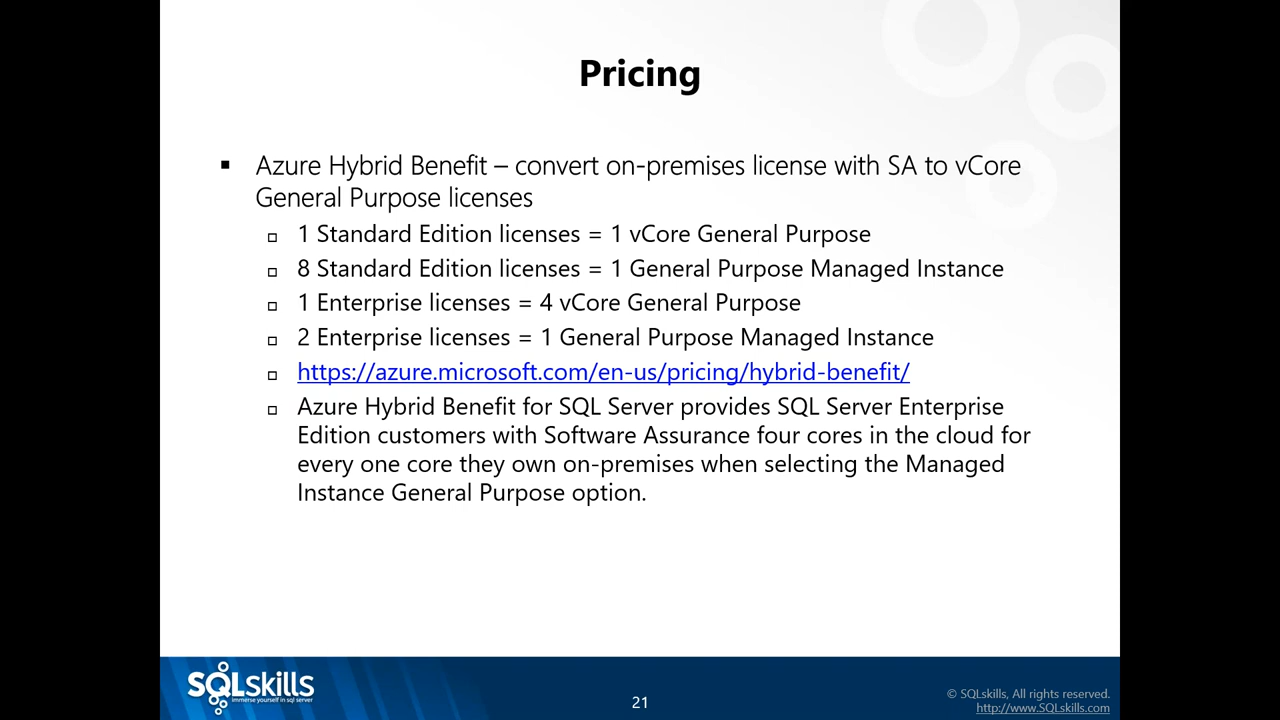 Pricing
▪ Azure Hybrid Benefit – convert on-premises license with SA to vCore
General Purpose licenses
▫ 1 Standard Edition licenses = 1 vCore General Purpose
▫ 8 Standard Edition licenses = 1 General Purpose Managed Instance
▫ 1 Enterprise licenses = 4 vCore General Purpose
▫ 2 Enterprise licenses = 1 General Purpose Managed Instance
▫ https://azure.microsoft.com/en-us/pricing/hybrid-benefit/
▫ Azure Hybrid Benefit for SQL Server provides SQL Server Enterprise
Edition customers with Software Assurance four cores in the cloud for
every one core they own on-premises when selecting the Managed
Instance General Purpose option.
SQLskills
immerse yourself in sql server
21
© SQLskills, All rights reserved.
http://www.SQLskills.com